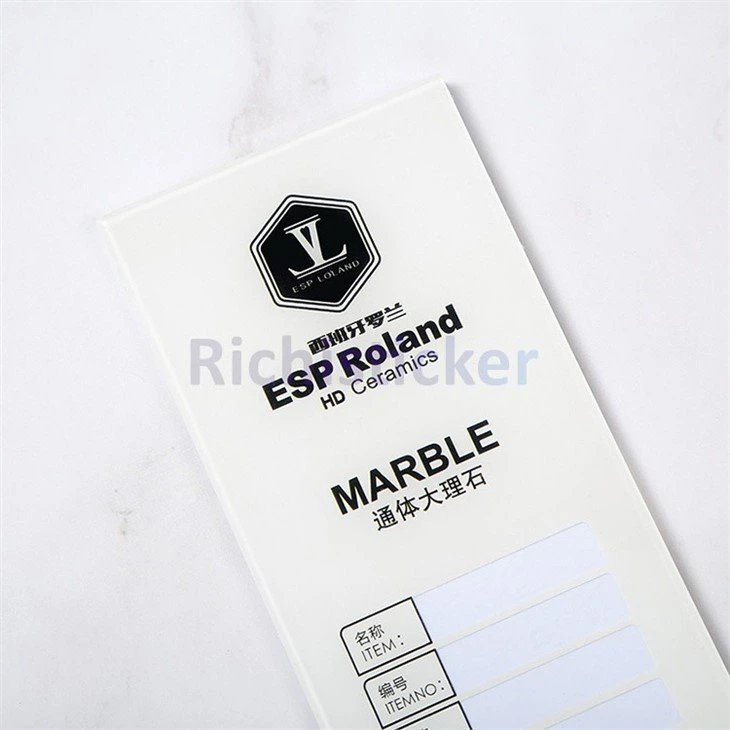 ESP LOLAND
西班牙罗兰
ESP Roland
HD Ceramics
Richisticker
MARBLE
通体大理石
名称
ITEM:
编号
ITEMNO: